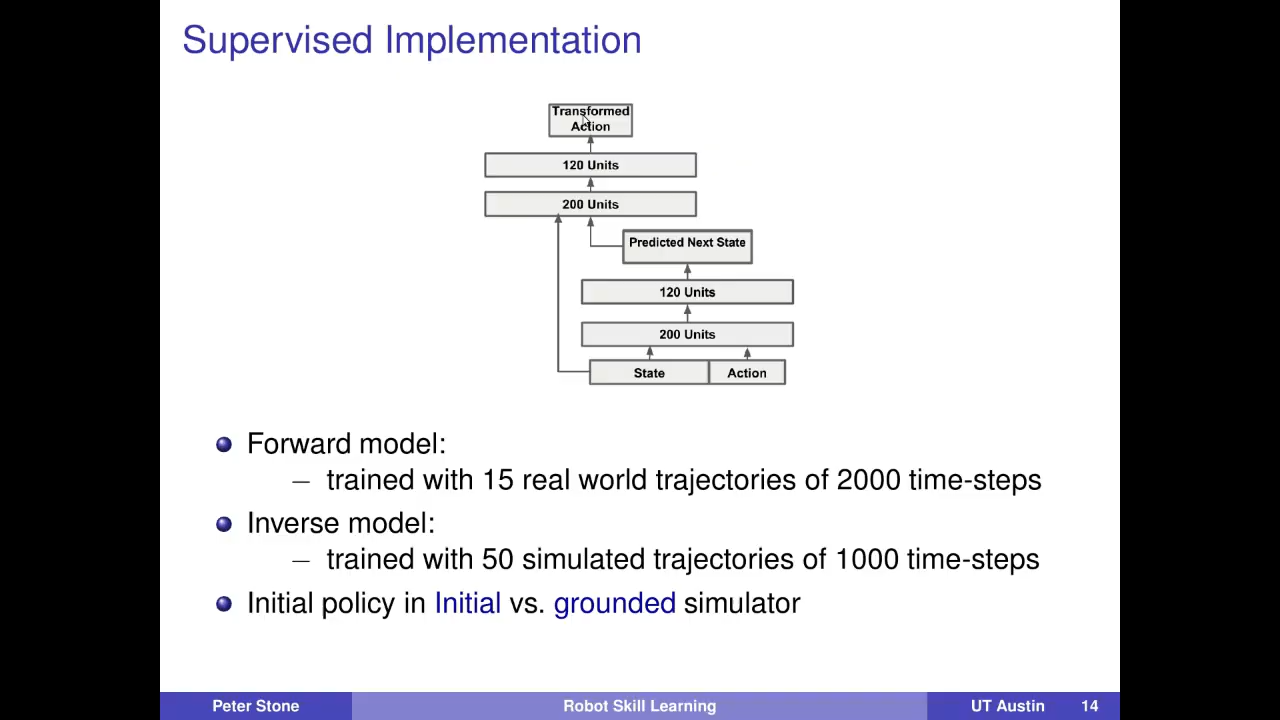 Supervised Implementation
Transformed
Action
120 Units
200 Units
Predicted Next State
120 Units
200 Units
State Action
Forward model:
– trained with 15 real world trajectories of 2000 time-steps
Inverse model:
– trained with 50 simulated trajectories of 1000 time-steps
Initial policy in Initial vs. grounded simulator
Peter Stone Robot Skill Learning UT Austin 14